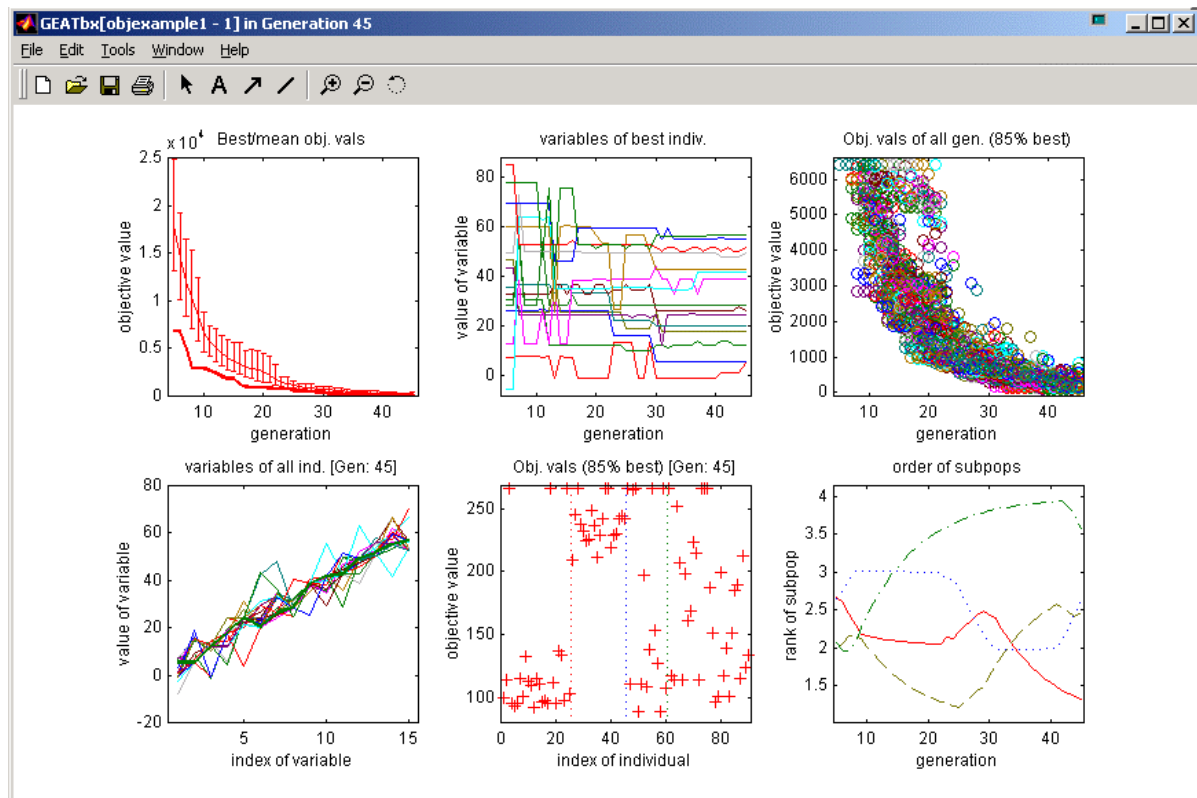 GEATbx[objexample1 - 1] in Generation 45
File Edit Tools Window Help
A
x 10^4 Best/mean obj. vals
2.5
2
1.5
1
0.5
0
objective value
10 20 30 40
generation
variables of best indiv.
80
60
40
20
0
value of variable
10 20 30 40
generation
Obj. vals of all gen. (85% best)
6000
5000
4000
3000
2000
1000
0
objective value
10 20 30 40
generation
variables of all ind. [Gen: 45]
80
60
40
20
0
-20
value of variable
5 10 15
index of variable
Obj. vals (85% best) [Gen: 45]
250
200
150
100
objective value
0 20 40 60 80
index of individual
order of subpops
4
3.5
3
2.5
2
1.5
rank of subpop
10 20 30 40
generation